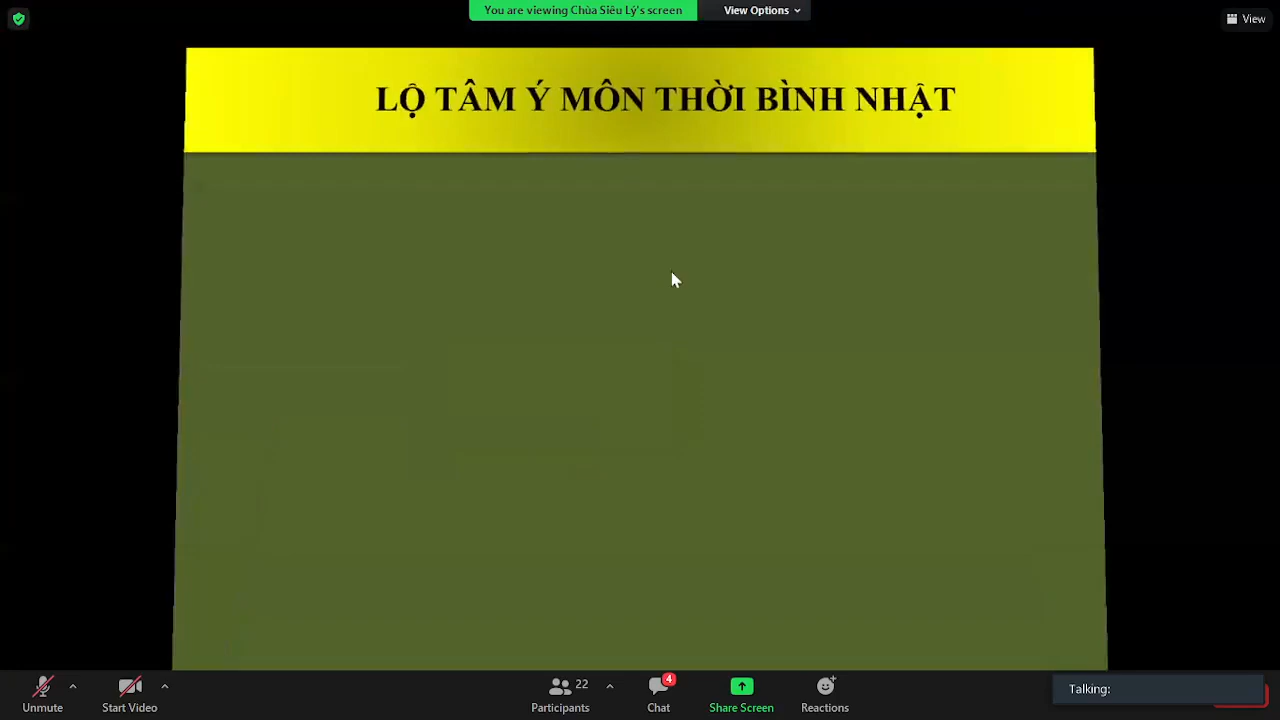 You are viewing Chùa Siêu Lý's screen
View Options
View
LỘ TÂM Ý MÔN THỜI BÌNH NHẬT
Unmute
Start Video
22
Participants
4
Chat
Share Screen
Reactions
Talking: